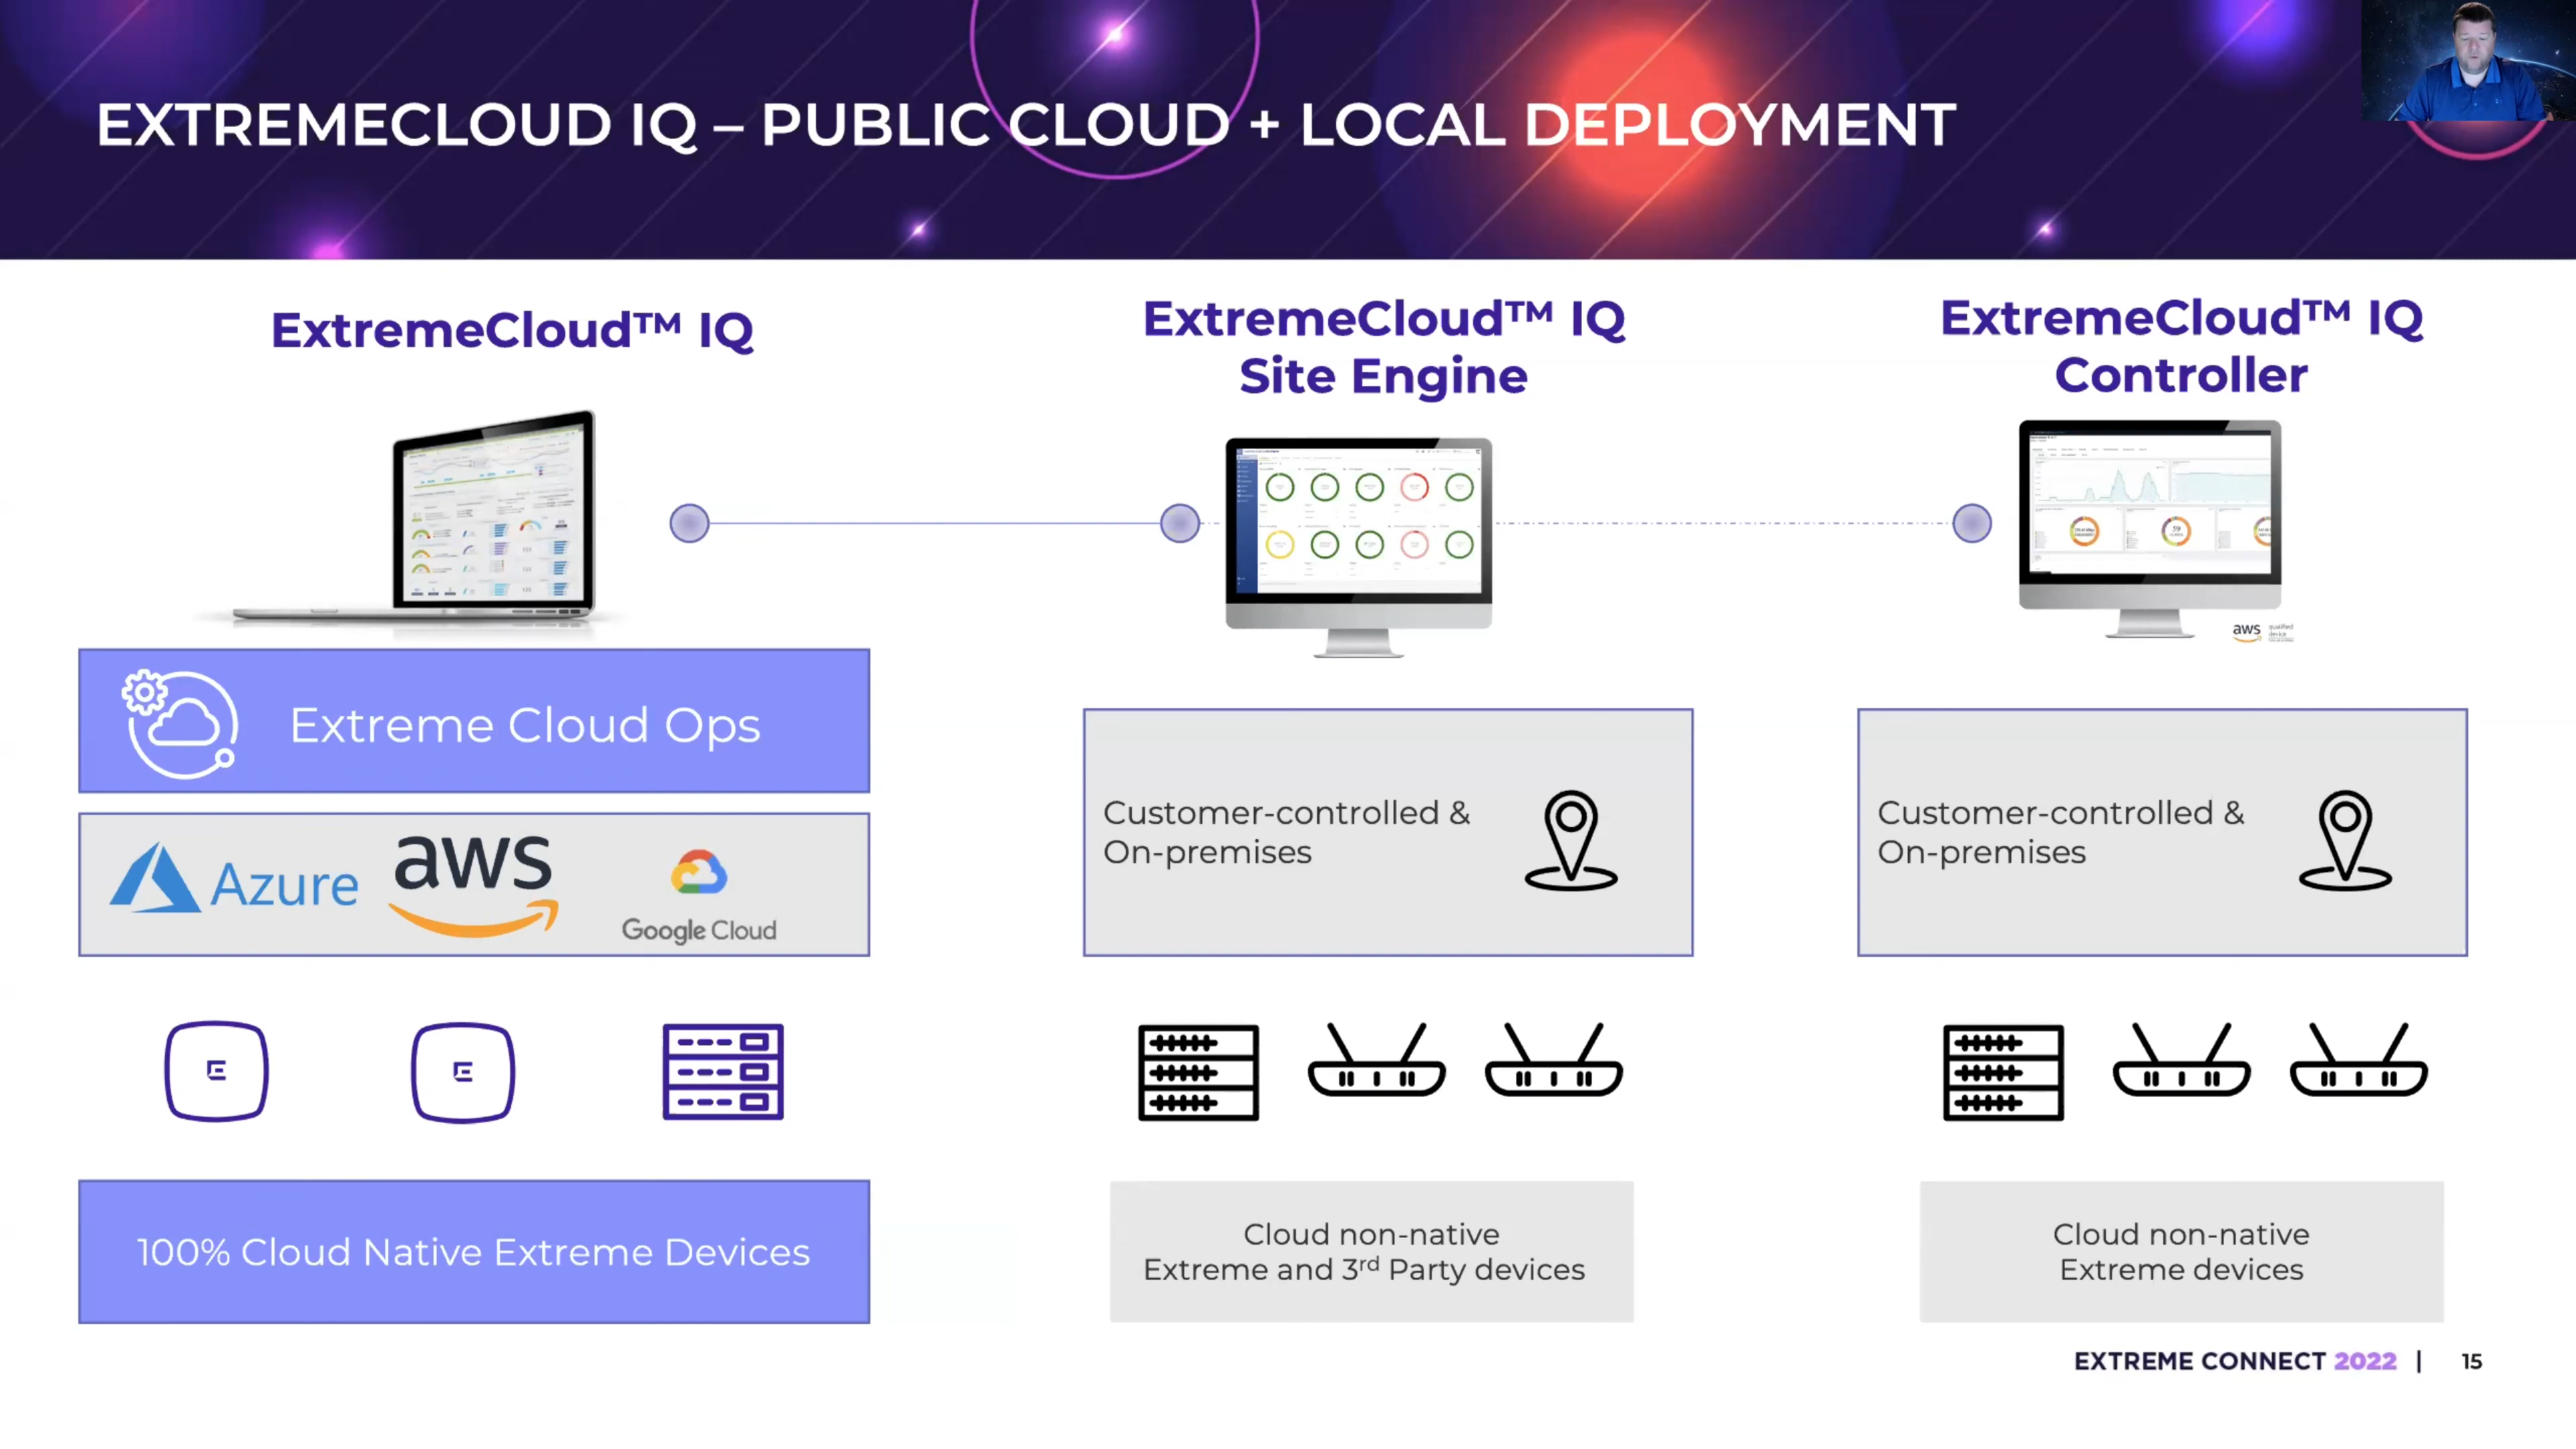 EXTREMECLOUD IQ – PUBLIC CLOUD + LOCAL DEPLOYMENT
ExtremeCloud™ IQ
Extreme Cloud Ops
Azure
aws
Google Cloud
100% Cloud Native Extreme Devices
ExtremeCloud™ IQ
Site Engine
Customer-controlled &
On-premises
Cloud non-native
Extreme and 3rd Party devices
ExtremeCloud™ IQ
Controller
aws qualified
device
Customer-controlled &
On-premises
Cloud non-native
Extreme devices
EXTREME CONNECT 2022 | 15